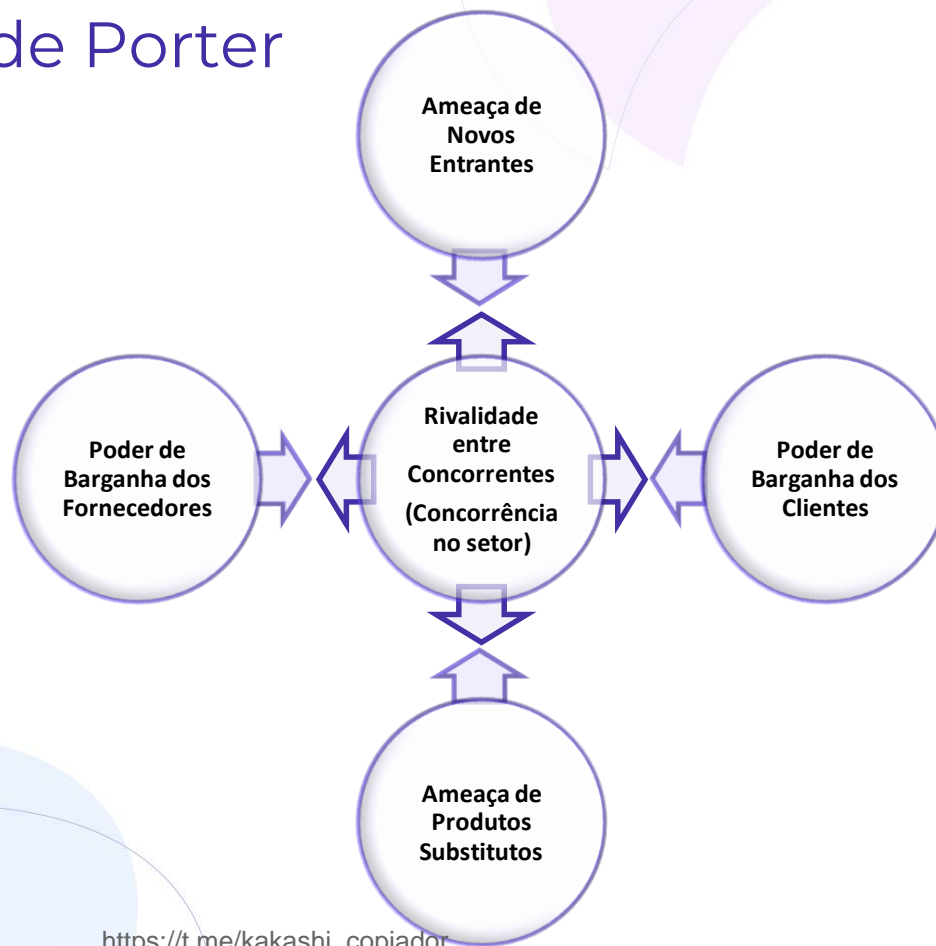 de Porter
Ameaça de
Novos
Entrantes
Poder de
Barganha dos
Fornecedores
Rivalidade
entre
Concorrentes
(Concorrência
no setor)
Poder de
Barganha dos
Clientes
Ameaça de
Produtos
Substitutos
https://t.me/kakashi_copiador